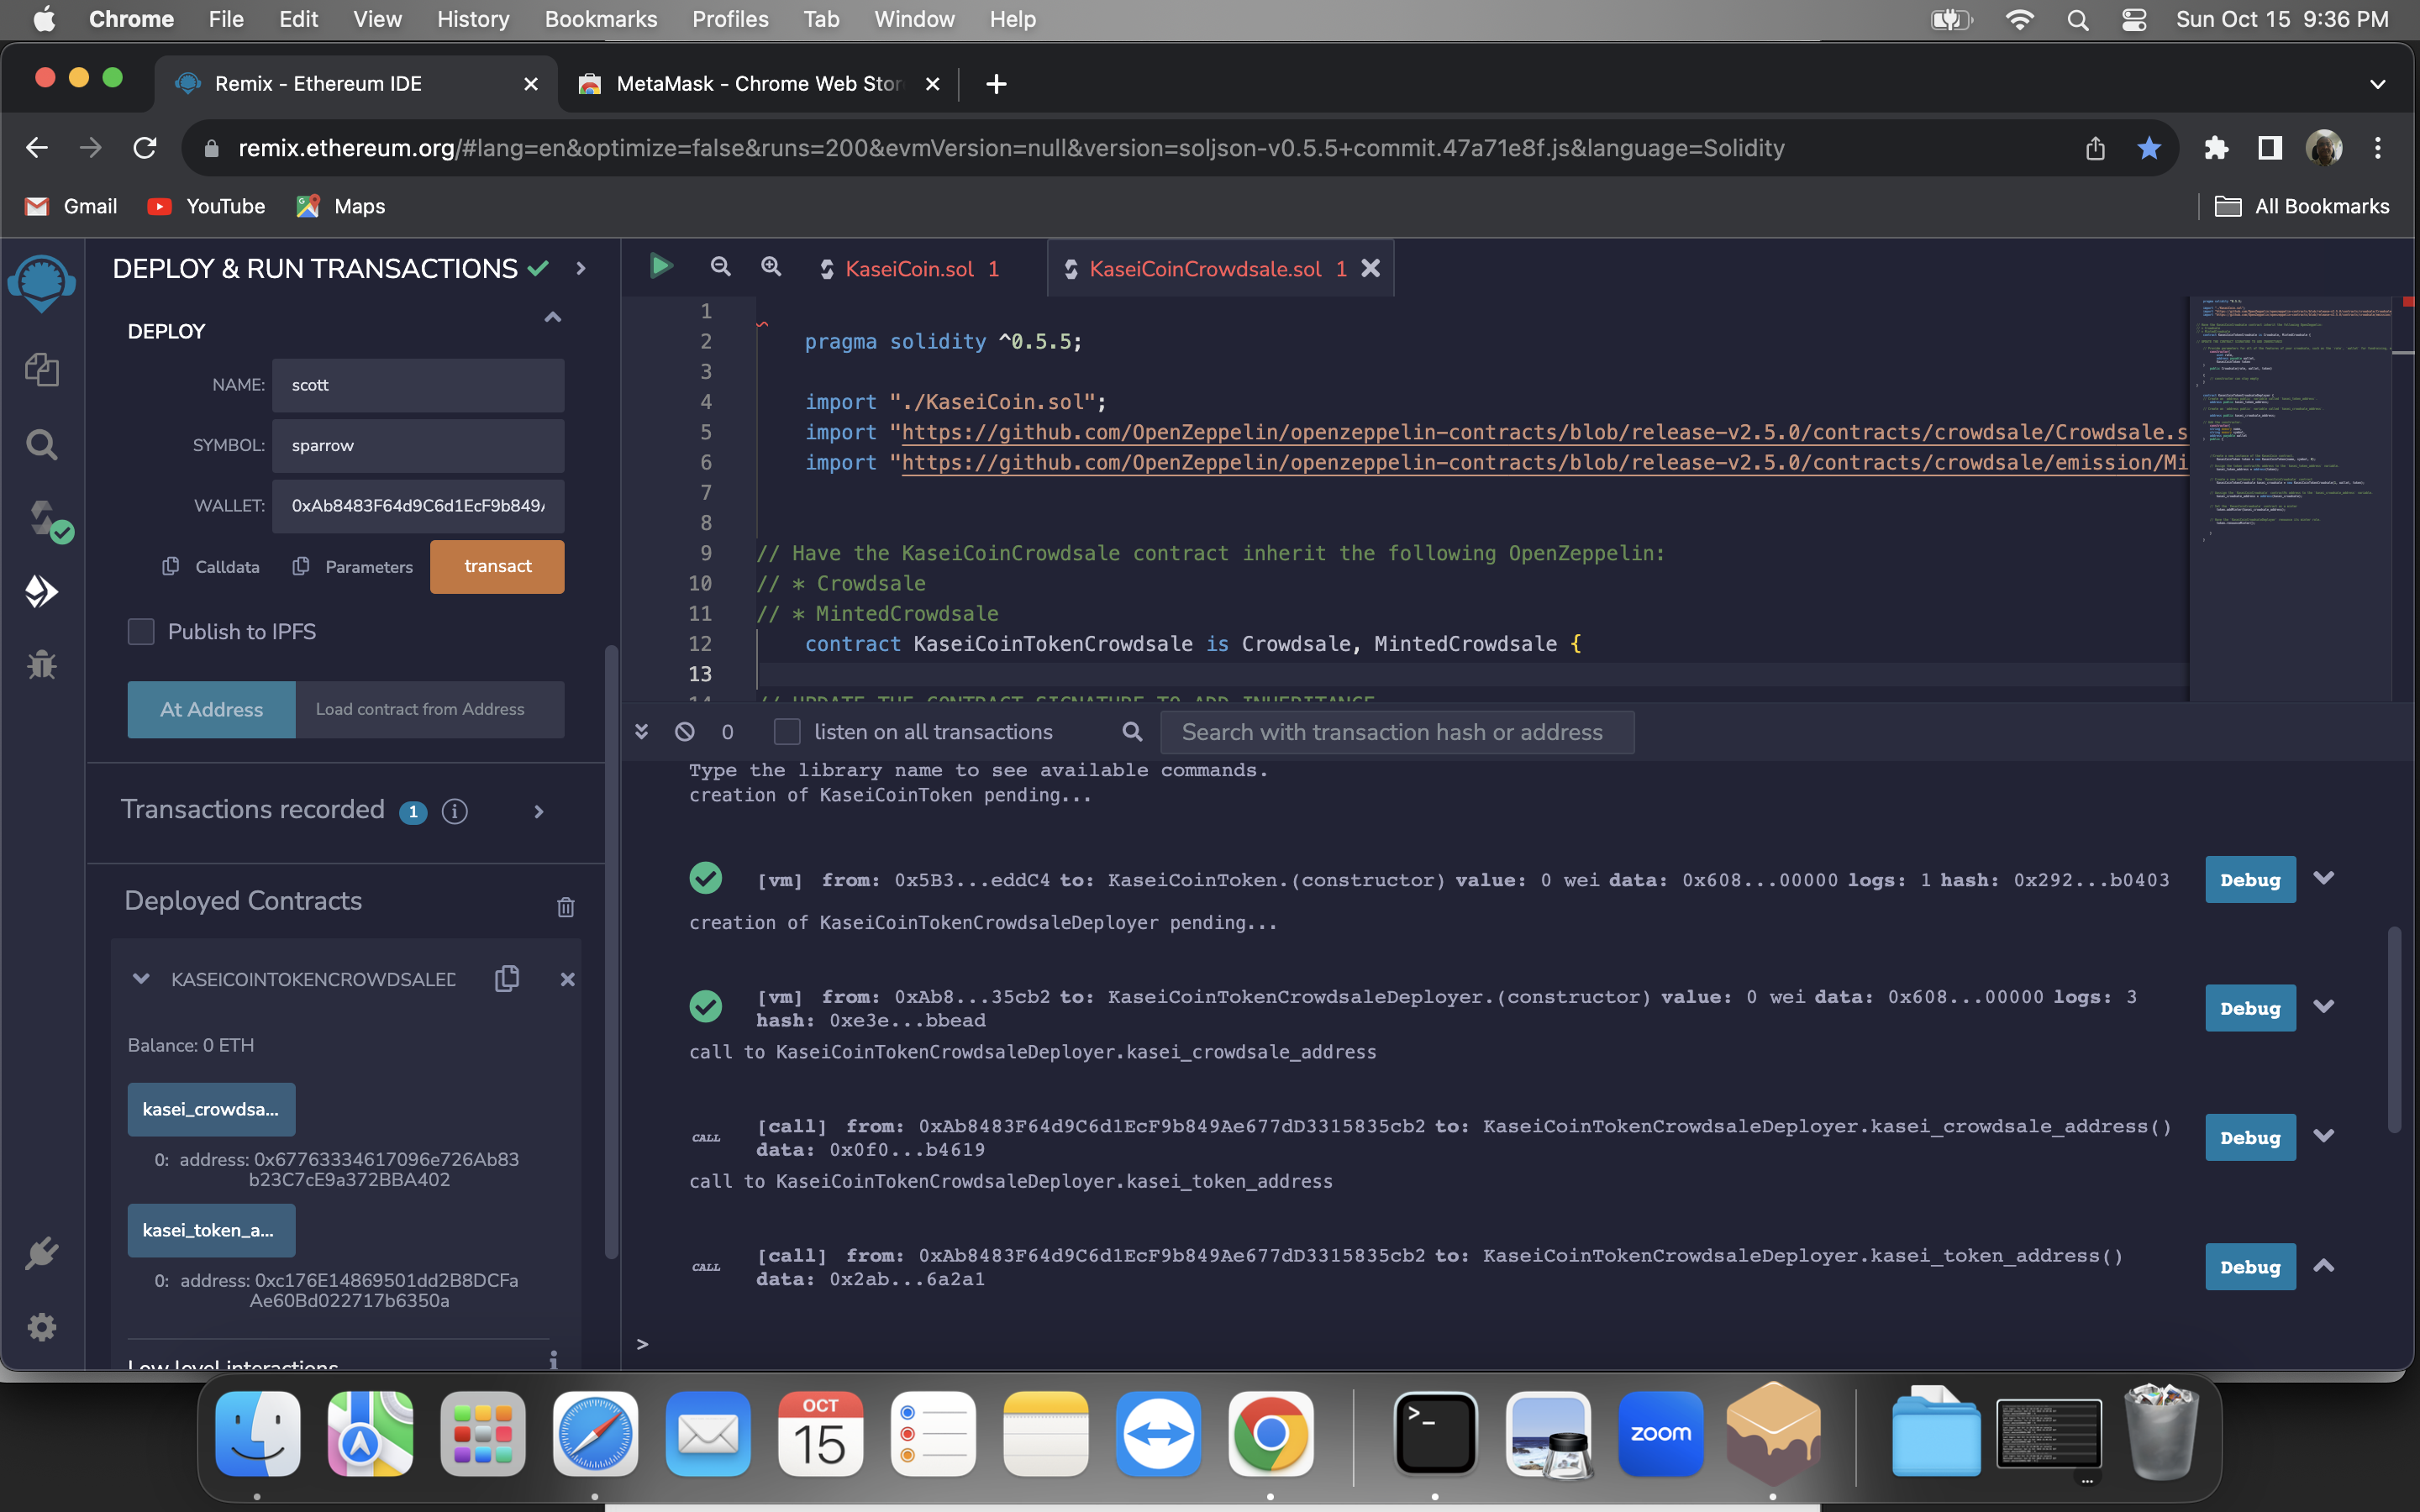 Chrome File Edit View History Bookmarks Profiles Tab Window Help Sun Oct 15 9:36 PM
Remix - Ethereum IDE MetaMask - Chrome Web Stor
remix.ethereum.org/#lang=en&optimize=false&runs=200&evmVersion=null&version=soljson-v0.5.5+commit.47a71e8f.js&language=Solidity
Gmail YouTube Maps All Bookmarks
DEPLOY & RUN TRANSACTIONS
DEPLOY
NAME: scott
SYMBOL: sparrow
WALLET: 0xAb8483F64d9C6d1EcF9b849
Calldata Parameters transact
Publish to IPFS
At Address Load contract from Address
Transactions recorded 1 i
Deployed Contracts
KASEICOINTOKENCROWDSALED
Balance: 0 ETH
kasei_crowdsa...
0: address: 0x67763334617096e726Ab83
b23C7cE9a372BBA402
kasei_token_a...
0: address: 0xc176E14869501dd2B8DCFa
Ae60Bd022717b6350a
Low level interactions i
KaseiCoin.sol 1 KaseiCoinCrowdsale.sol 1
1
2 pragma solidity ^0.5.5;
3
4 import "./KaseiCoin.sol";
5 import "https://github.com/OpenZeppelin/openzeppelin-contracts/blob/release-v2.5.0/contracts/crowdsale/Crowdsale.s
6 import "https://github.com/OpenZeppelin/openzeppelin-contracts/blob/release-v2.5.0/contracts/crowdsale/emission/Mi
7
8
9 // Have the KaseiCoinCrowdsale contract inherit the following OpenZeppelin:
10 // * Crowdsale
11 // * MintedCrowdsale
12 contract KaseiCoinTokenCrowdsale is Crowdsale, MintedCrowdsale {
13
14 // UPDATE THE CONTRACT SIGNATURE TO ADD INHERITANCE
0 listen on all transactions Search with transaction hash or address
Type the library name to see available commands.
creation of KaseiCoinToken pending...
[vm] from: 0x5B3...eddC4 to: KaseiCoinToken.(constructor) value: 0 wei data: 0x608...00000 logs: 1 hash: 0x292...b0403 Debug
creation of KaseiCoinTokenCrowdsaleDeployer pending...
[vm] from: 0xAb8...35cb2 to: KaseiCoinTokenCrowdsaleDeployer.(constructor) value: 0 wei data: 0x608...00000 logs: 3 Debug
hash: 0xe3e...bbead
call to KaseiCoinTokenCrowdsaleDeployer.kasei_crowdsale_address
CALL [call] from: 0xAb8483F64d9C6d1EcF9b849Ae677dD3315835cb2 to: KaseiCoinTokenCrowdsaleDeployer.kasei_crowdsale_address() Debug
data: 0x0f0...b4619
call to KaseiCoinTokenCrowdsaleDeployer.kasei_token_address
CALL [call] from: 0xAb8483F64d9C6d1EcF9b849Ae677dD3315835cb2 to: KaseiCoinTokenCrowdsaleDeployer.kasei_token_address() Debug
data: 0x2ab...6a2a1
>
OCT
15
zoom